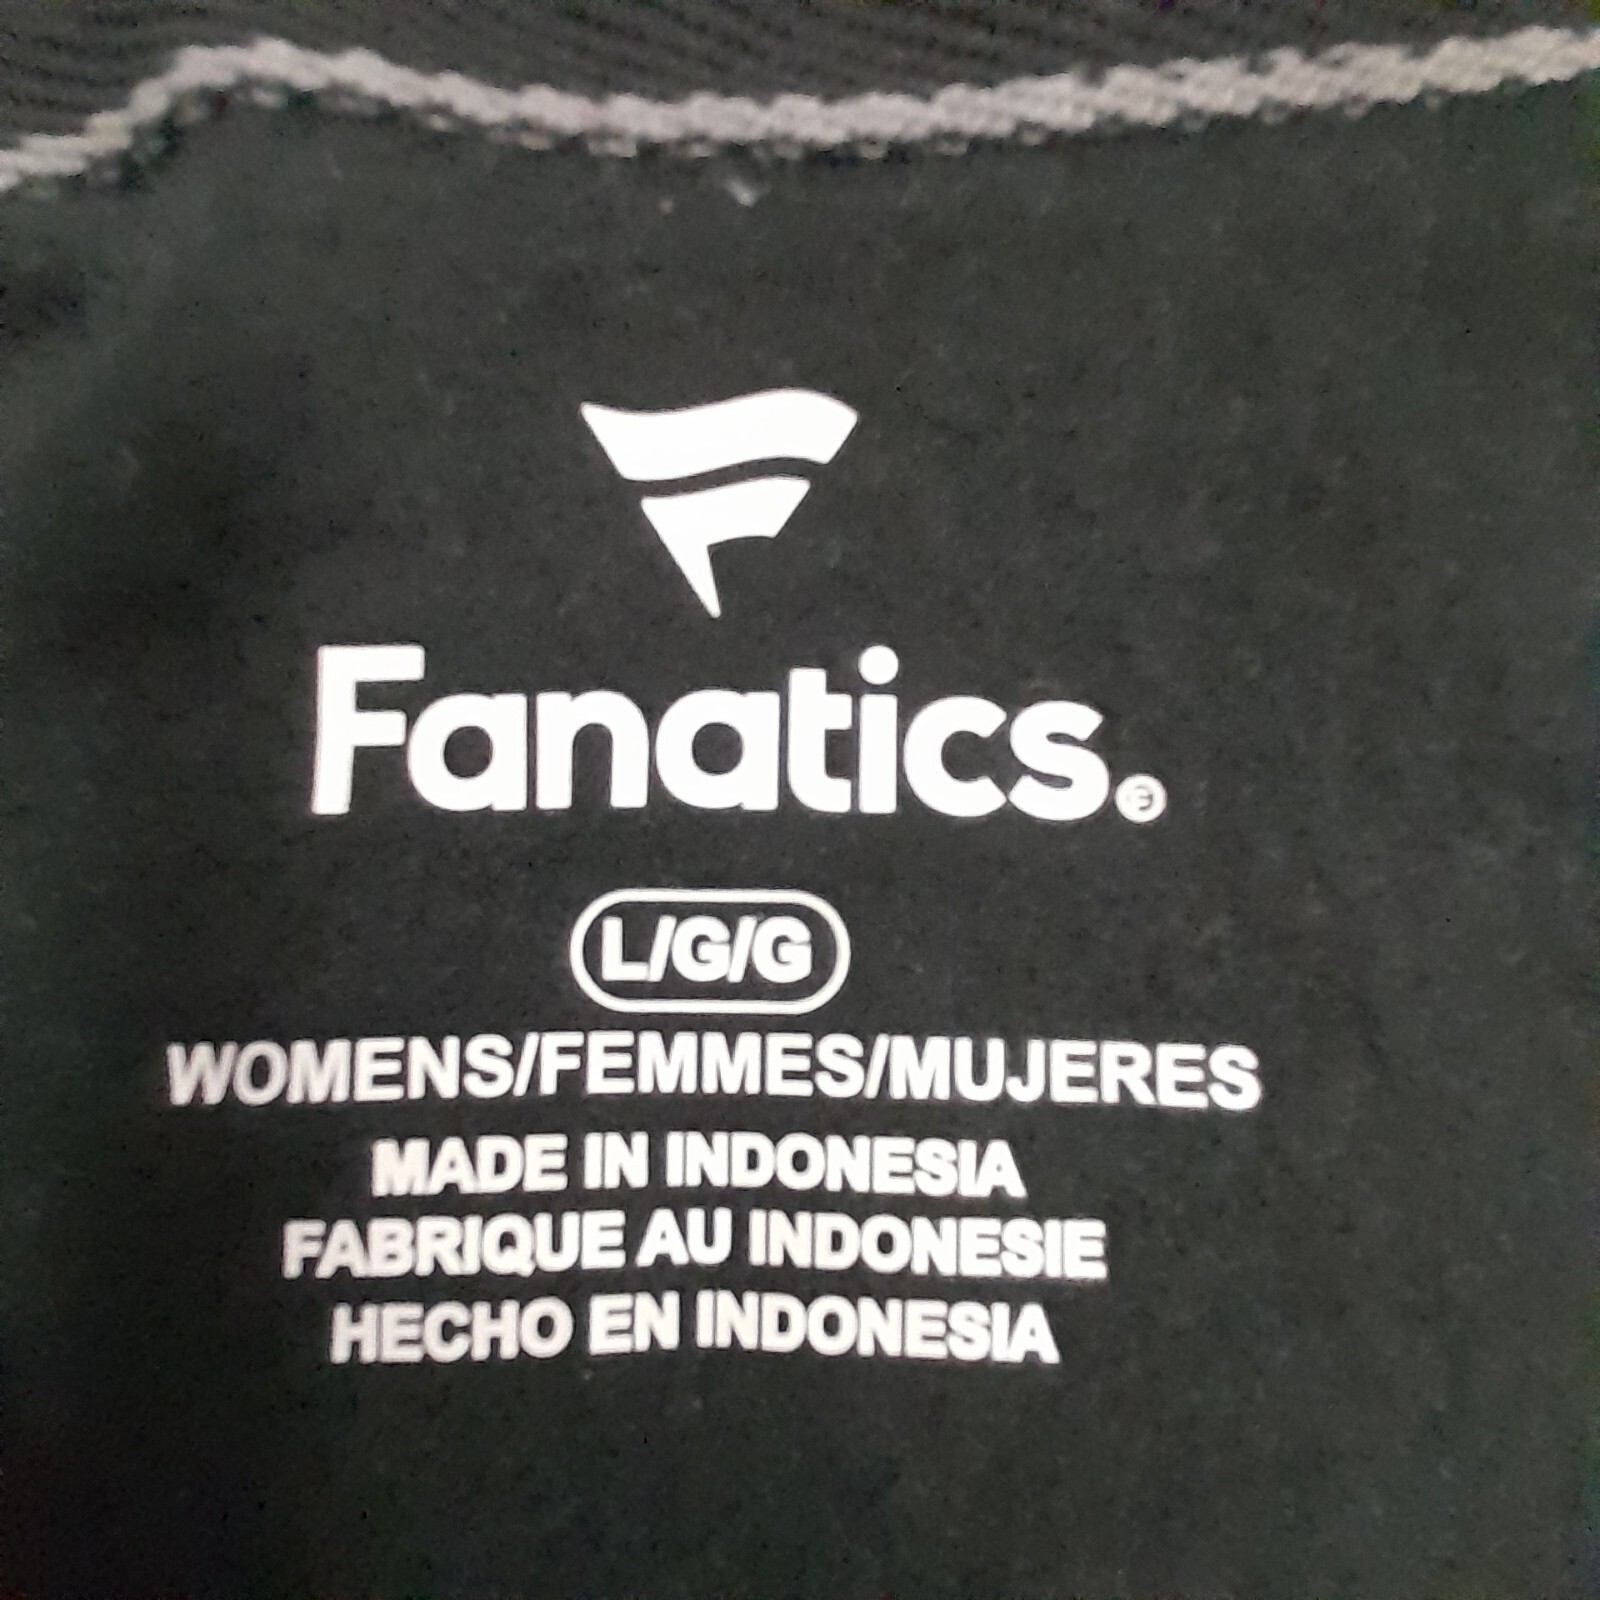 Fanatics.
L/G/G
WOMENS/FEMMES/MUJERES
MADE IN INDONESIA
FABRIQUE AU INDONESIE
HECHO EN INDONESIA